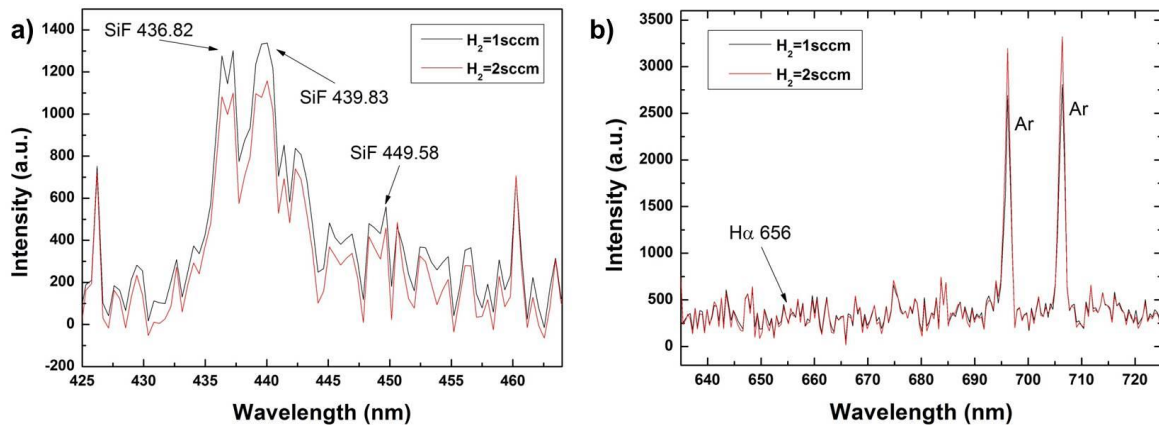 a)
SiF 436.82
SiF 439.83
SiF 449.58
H₂=1sccm
H₂=2sccm
1400
1200
1000
800
600
400
200
0
-200
Intensity (a.u.)
425 430 435 440 445 450 455 460
Wavelength (nm)
b)
H₂=1sccm
H₂=2sccm
Ar
Ar
Hα 656
3500
3000
2500
2000
1500
1000
500
0
Intensity (a.u.)
640 650 660 670 680 690 700 710 720
Wavelength (nm)